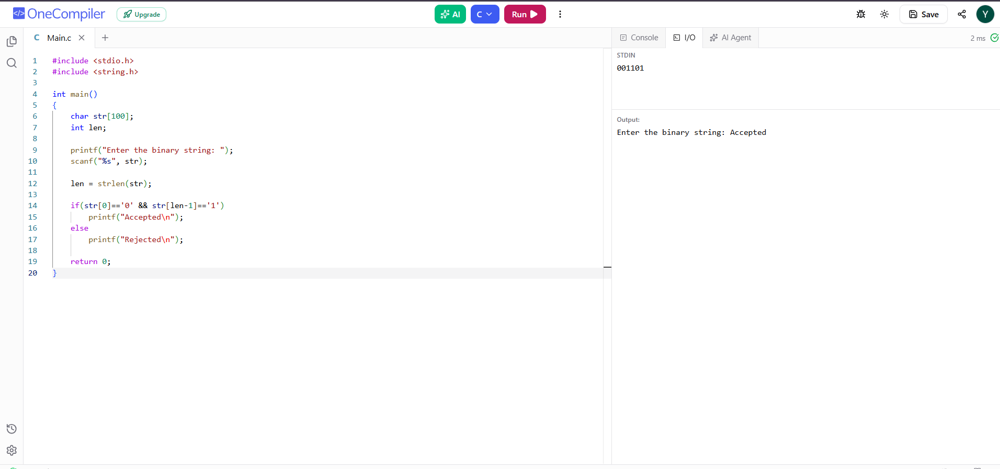 </> OneCompiler Upgrade AI C Run Save Y
C Main.c
Console I/O AI Agent 2 ms
1 #include <stdio.h>
2 #include <string.h>
3
4 int main()
5 {
6     char str[100];
7     int len;
8
9     printf("Enter the binary string: ");
10     scanf("%s", str);
11
12     len = strlen(str);
13
14     if(str[0]=='0' && str[len-1]=='1')
15         printf("Accepted\n");
16     else
17         printf("Rejected\n");
18
19     return 0;
20 }
STDIN
001101
Output:
Enter the binary string: Accepted